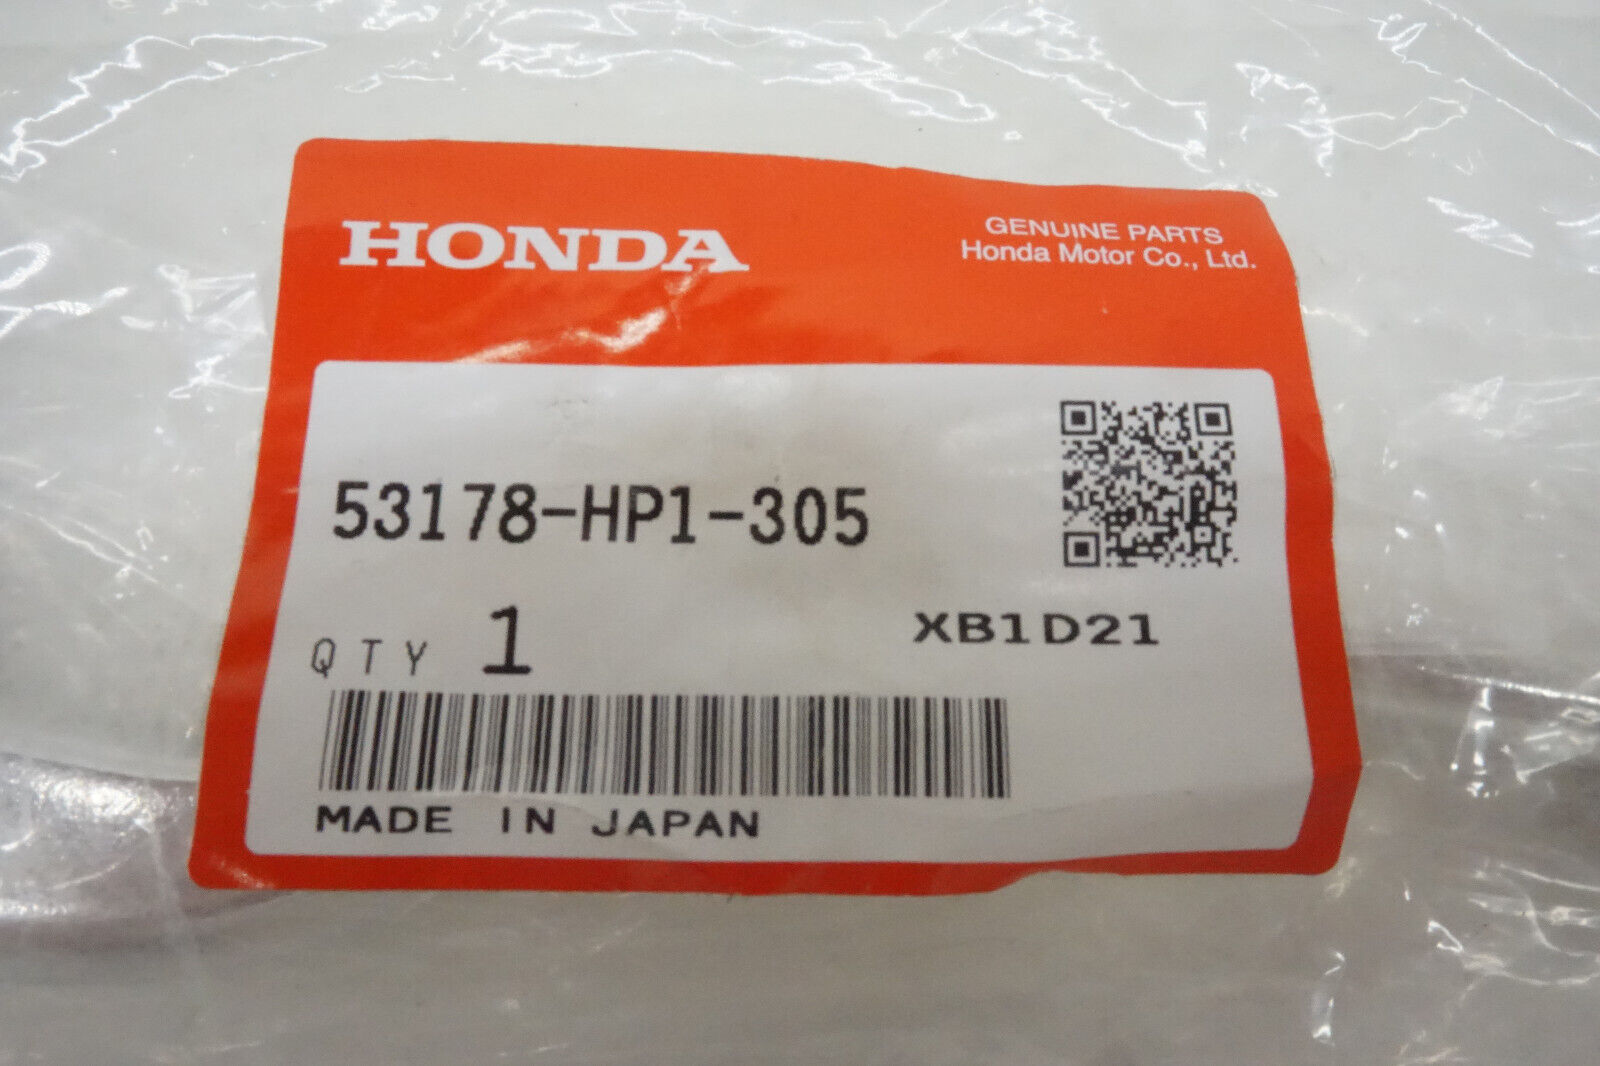 HONDA
GENUINE PARTS
Honda Motor Co., Ltd.
53178-HP1-305
QTY 1
XB1D21
MADE IN JAPAN